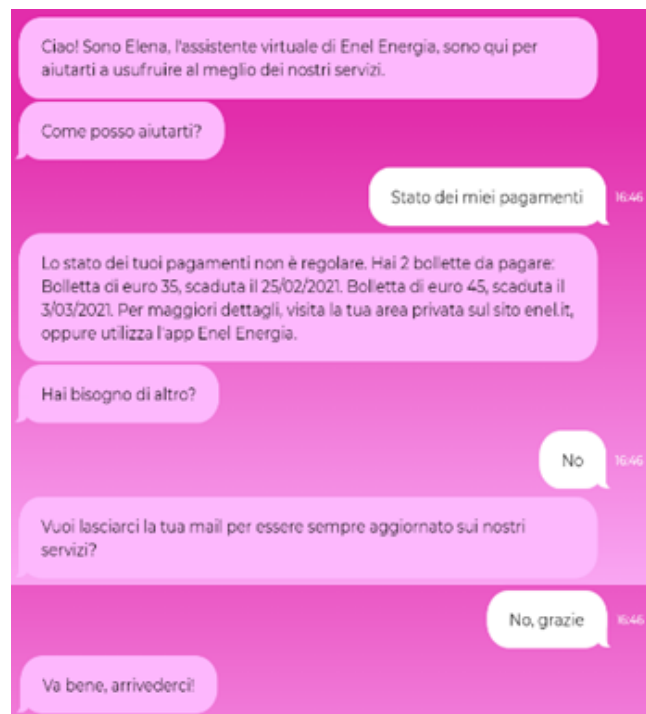 Ciao! Sono Elena, l'assistente virtuale di Enel Energia, sono qui per
aiutarti a usufruire al meglio dei nostri servizi.
Come posso aiutarti?
Stato dei miei pagamenti
16:46
Lo stato dei tuoi pagamenti non è regolare. Hai 2 bollette da pagare:
Bolletta di euro 35, scaduta il 25/02/2021. Bolletta di euro 45, scaduta il
3/03/2021. Per maggiori dettagli, visita la tua area privata sul sito enel.it,
oppure utilizza l'app Enel Energia.
Hai bisogno di altro?
No
16:46
Vuoi lasciarci la tua mail per essere sempre aggiornato sui nostri
servizi?
No, grazie
16:46
Va bene, arrivederci!